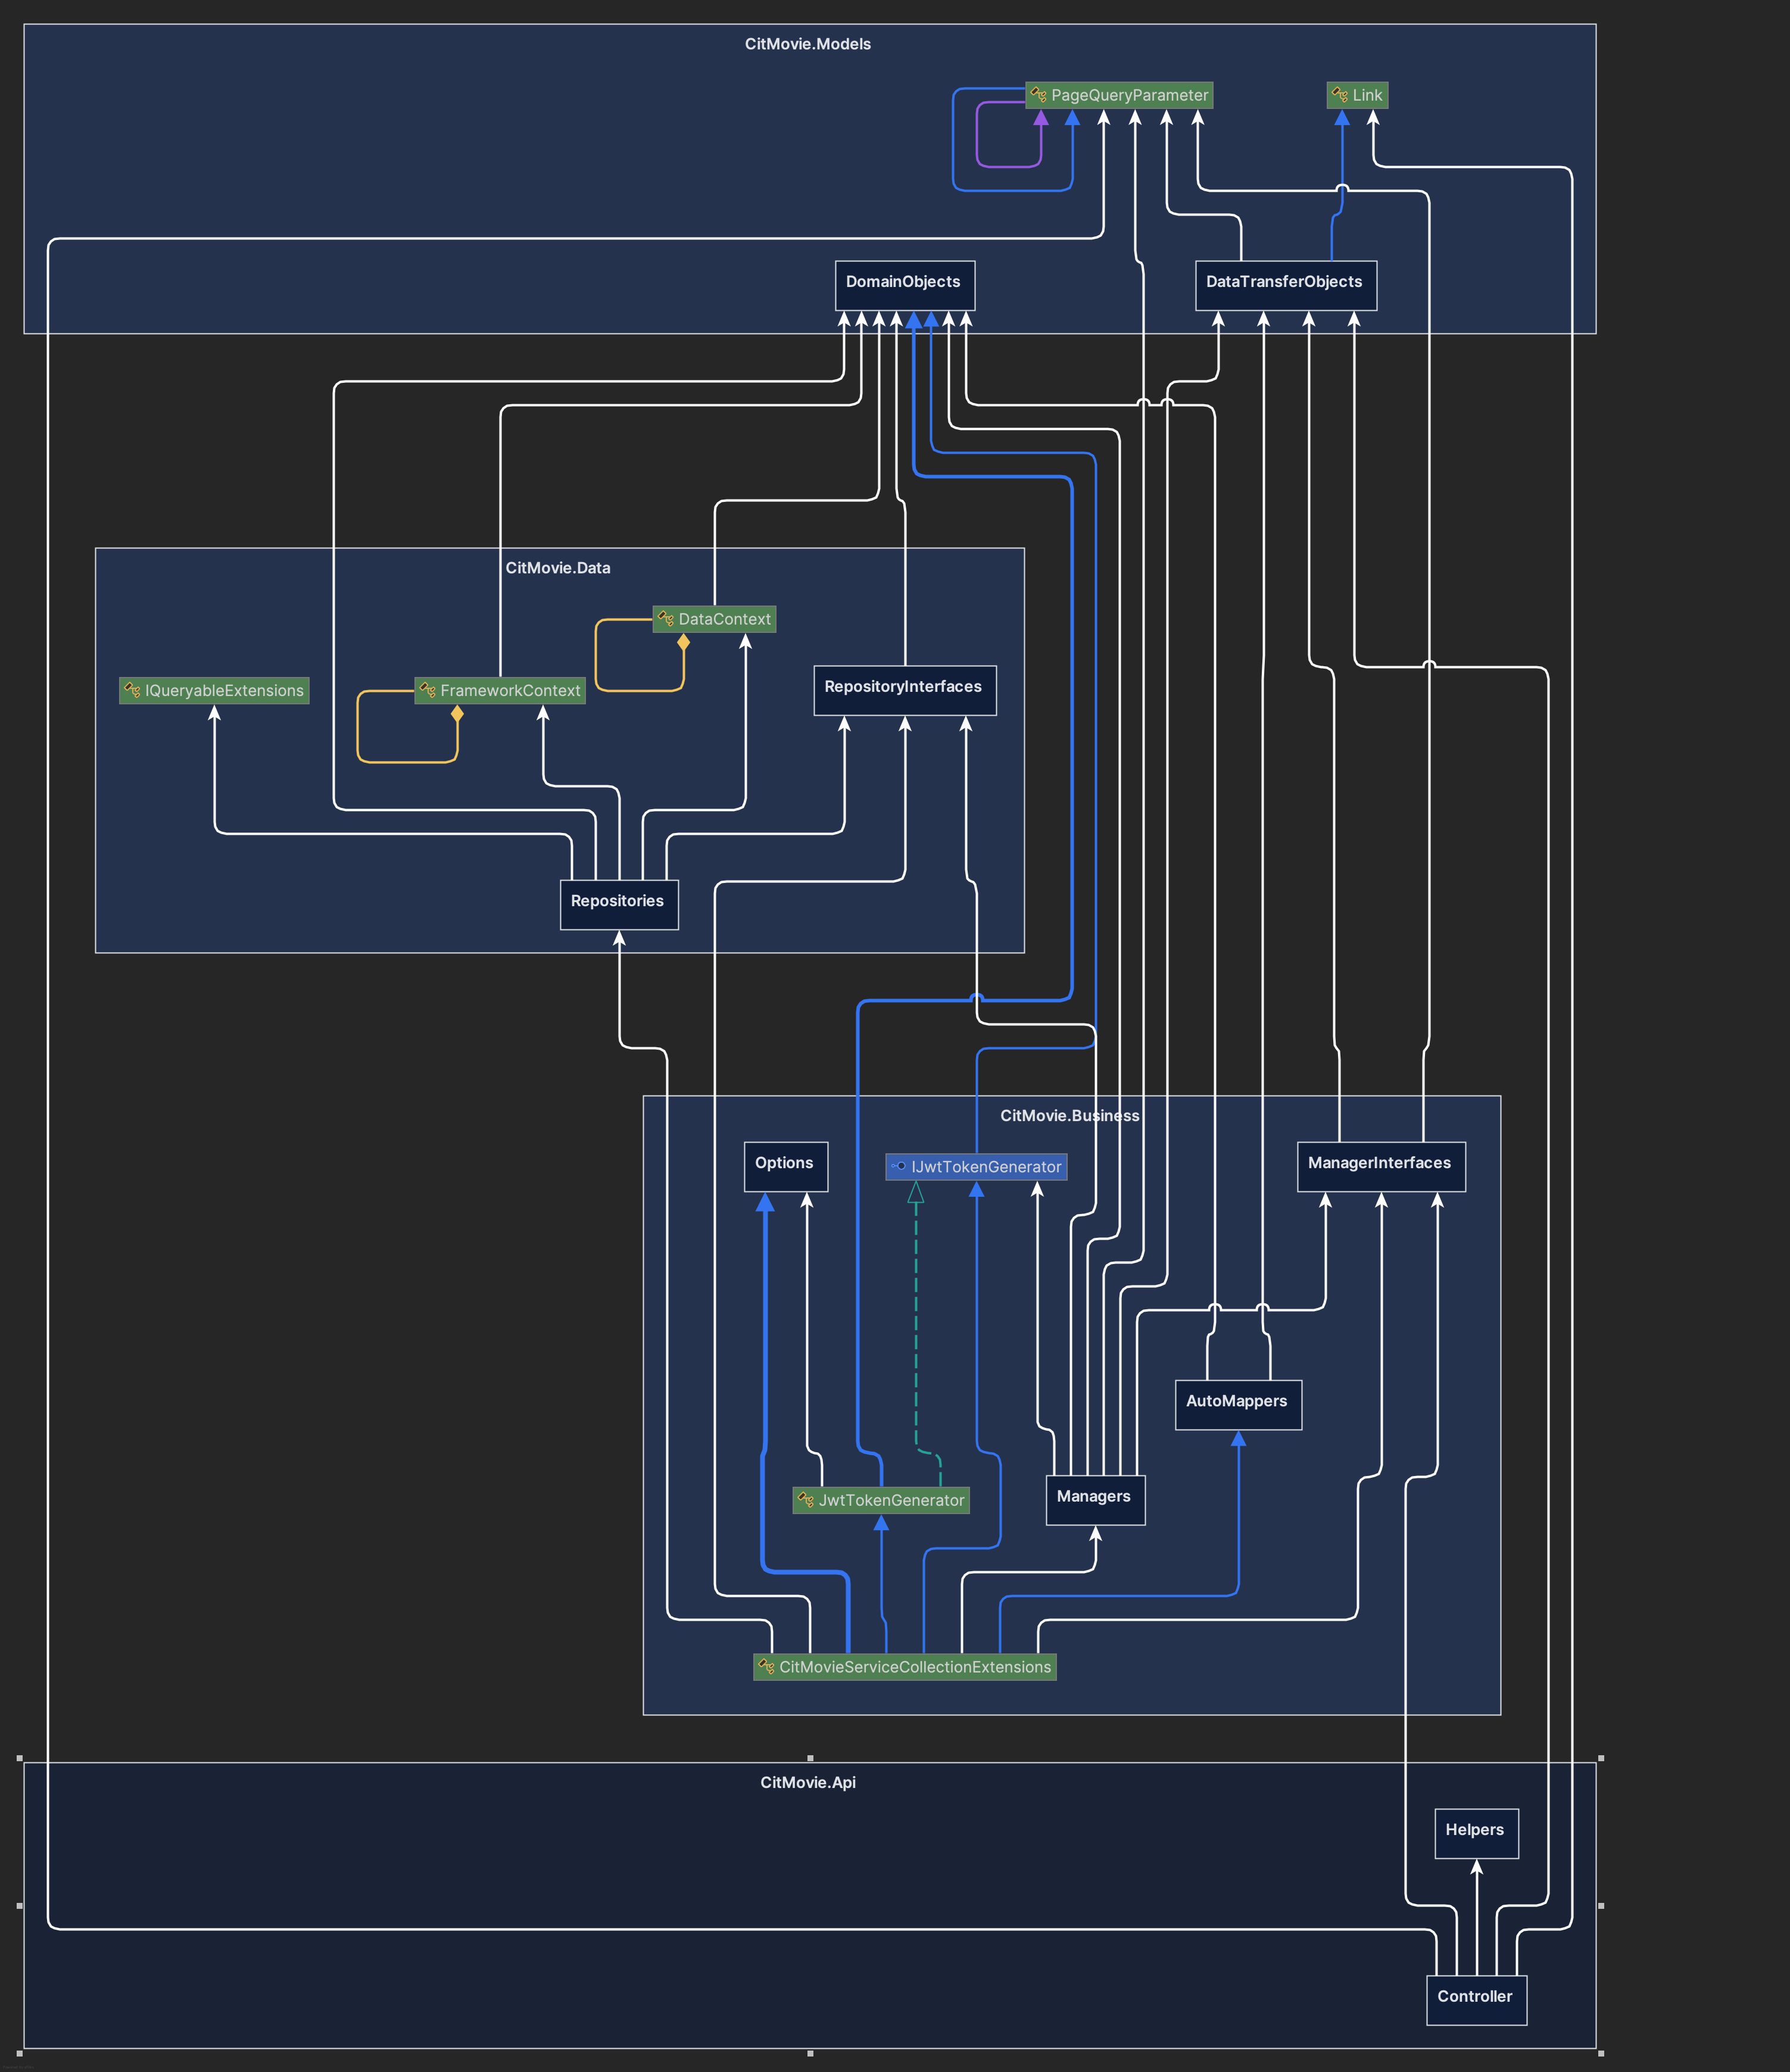 CitMovie.Models
PageQueryParameter
Link
DomainObjects
DataTransferObjects
CitMovie.Data
DataContext
IQueryableExtensions
FrameworkContext
RepositoryInterfaces
Repositories
CitMovie.Business
Options
IJwtTokenGenerator
ManagerInterfaces
AutoMappers
JwtTokenGenerator
Managers
CitMovieServiceCollectionExtensions
CitMovie.Api
Helpers
Controller